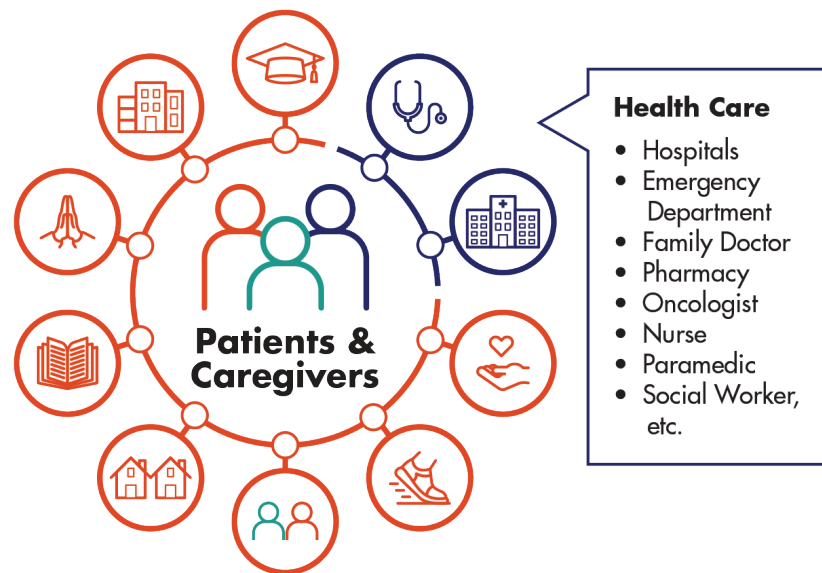 Patients &
Caregivers
Health Care
• Hospitals
• Emergency
Department
• Family Doctor
• Pharmacy
• Oncologist
• Nurse
• Paramedic
• Social Worker,
etc.